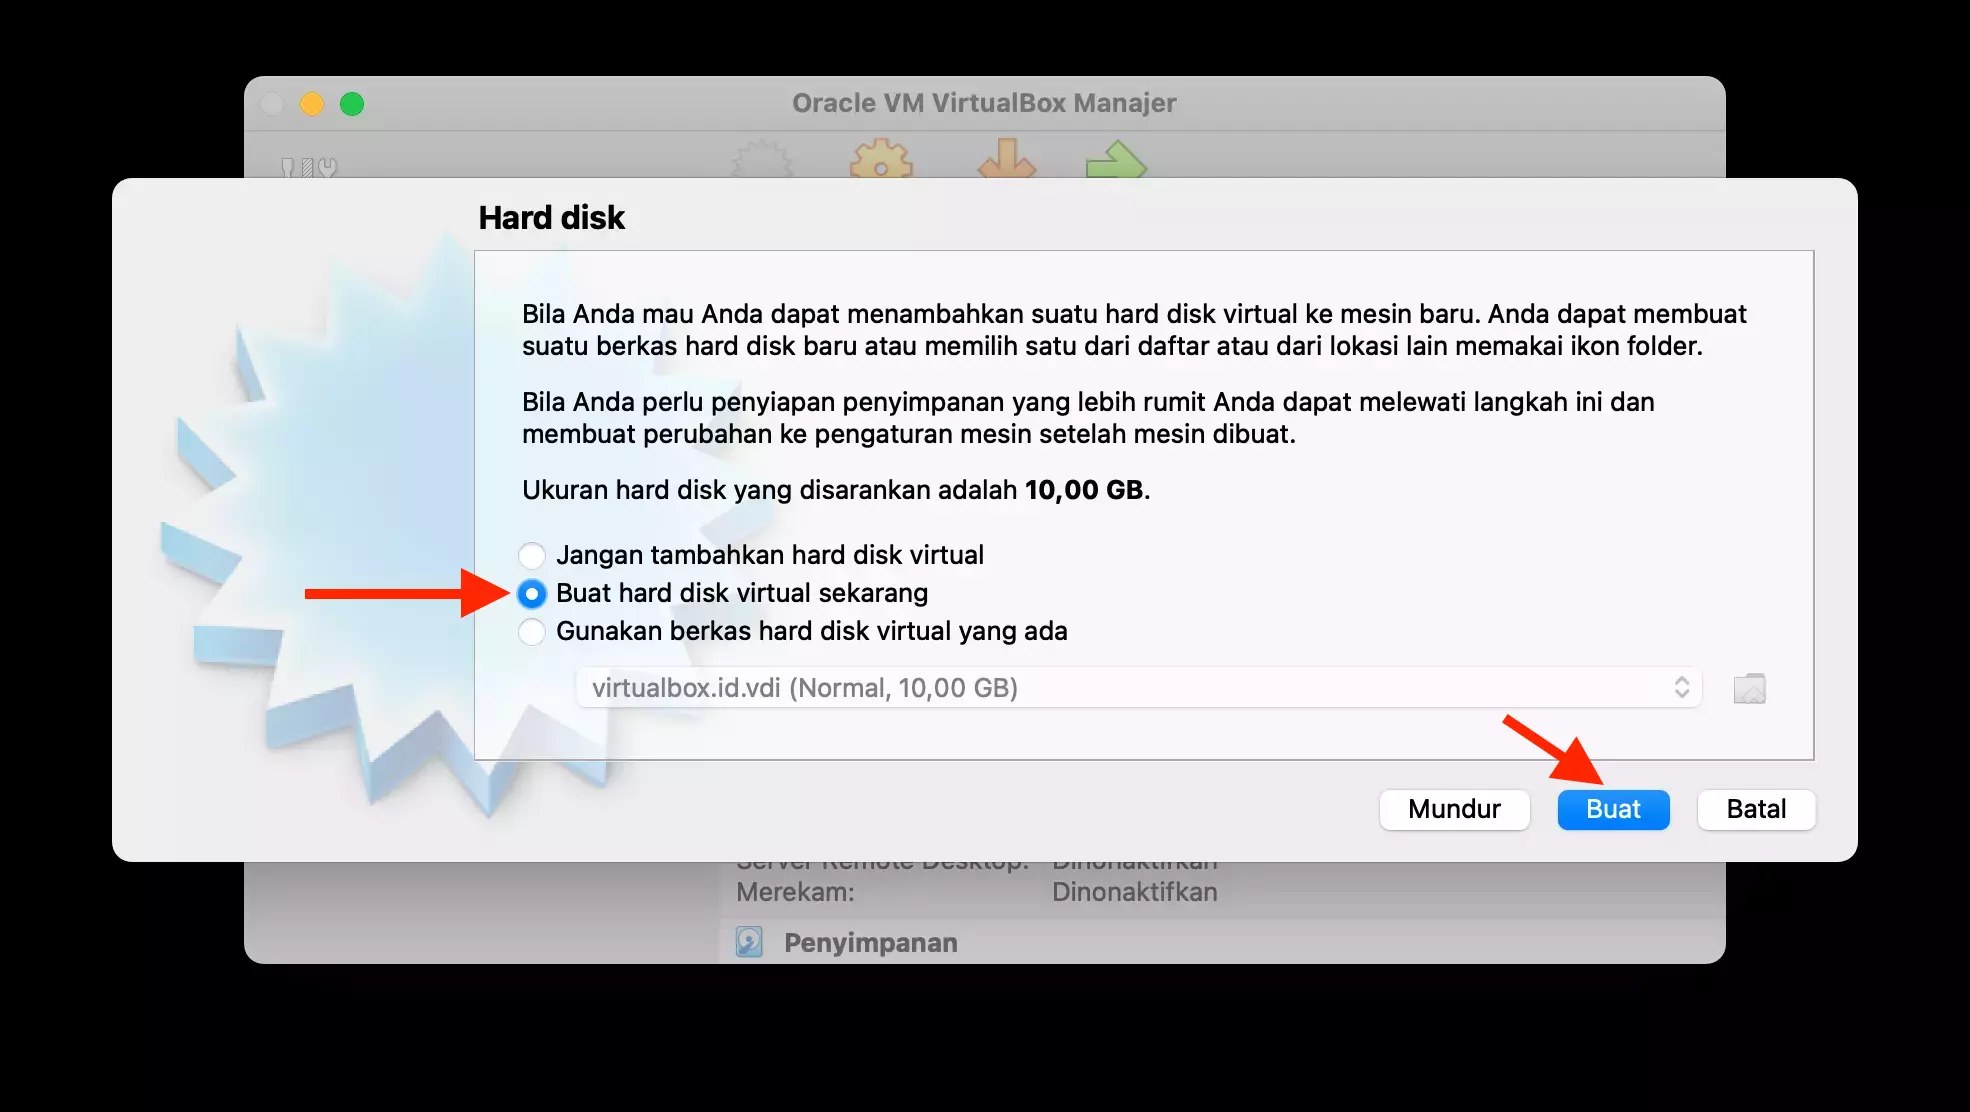 Oracle VM VirtualBox Manajer
Hard disk
Bila Anda mau Anda dapat menambahkan suatu hard disk virtual ke mesin baru. Anda dapat membuat
suatu berkas hard disk baru atau memilih satu dari daftar atau dari lokasi lain memakai ikon folder.
Bila Anda perlu penyiapan penyimpanan yang lebih rumit Anda dapat melewati langkah ini dan
membuat perubahan ke pengaturan mesin setelah mesin dibuat.
Ukuran hard disk yang disarankan adalah 10,00 GB.
Jangan tambahkan hard disk virtual
Buat hard disk virtual sekarang
Gunakan berkas hard disk virtual yang ada
virtualbox.id.vdi (Normal, 10,00 GB)
Mundur Buat Batal
Server Remote Desktop: Dinonaktifkan
Merekam: Dinonaktifkan
Penyimpanan